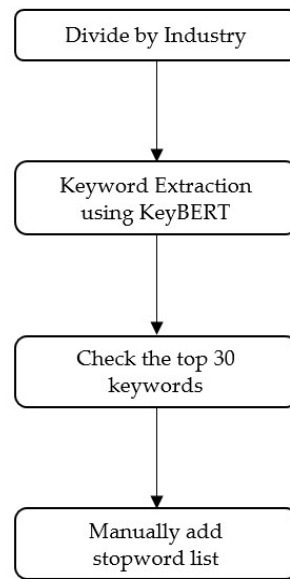 Divide by Industry
Keyword Extraction
using KeyBERT
Check the top 30
keywords
Manually add
stopword list